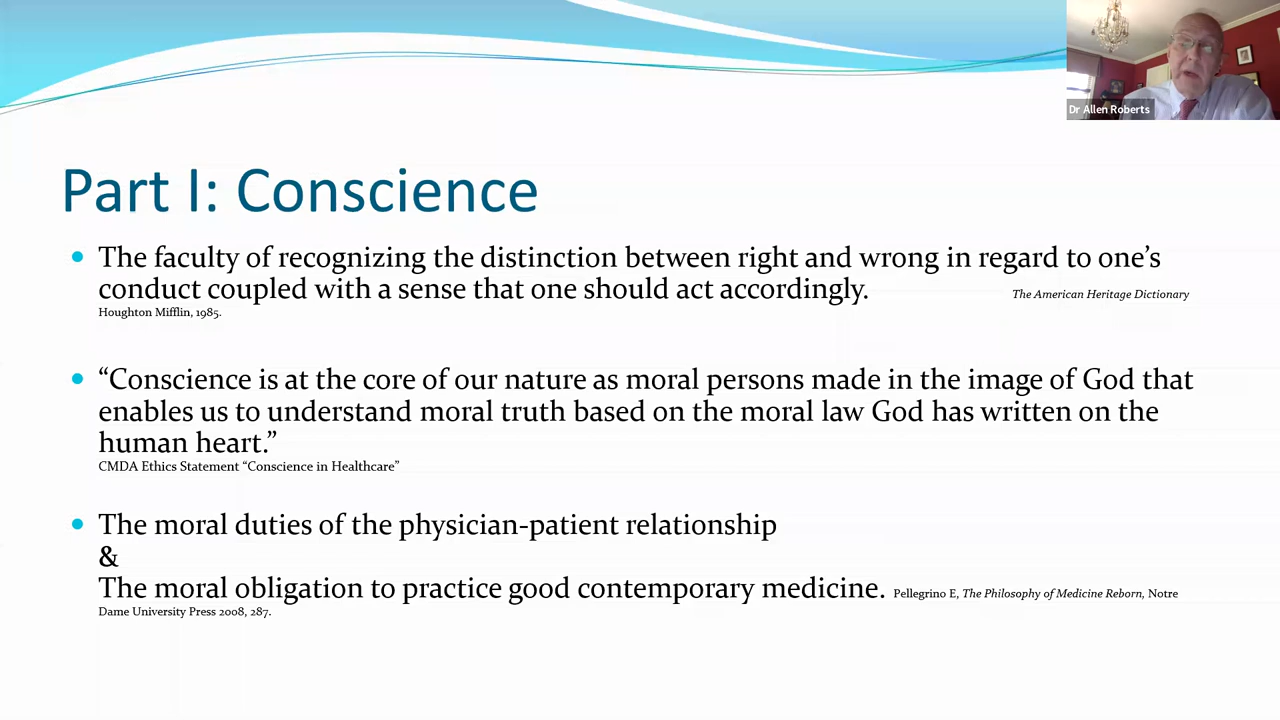 Dr Allen Roberts
Part I: Conscience
• The faculty of recognizing the distinction between right and wrong in regard to one’s
conduct coupled with a sense that one should act accordingly. The American Heritage Dictionary
Houghton Mifflin, 1985.
• “Conscience is at the core of our nature as moral persons made in the image of God that
enables us to understand moral truth based on the moral law God has written on the
human heart.”
CMDA Ethics Statement “Conscience in Healthcare”
• The moral duties of the physician-patient relationship
&
The moral obligation to practice good contemporary medicine. Pellegrino E, The Philosophy of Medicine Reborn, Notre
Dame University Press 2008, 287.